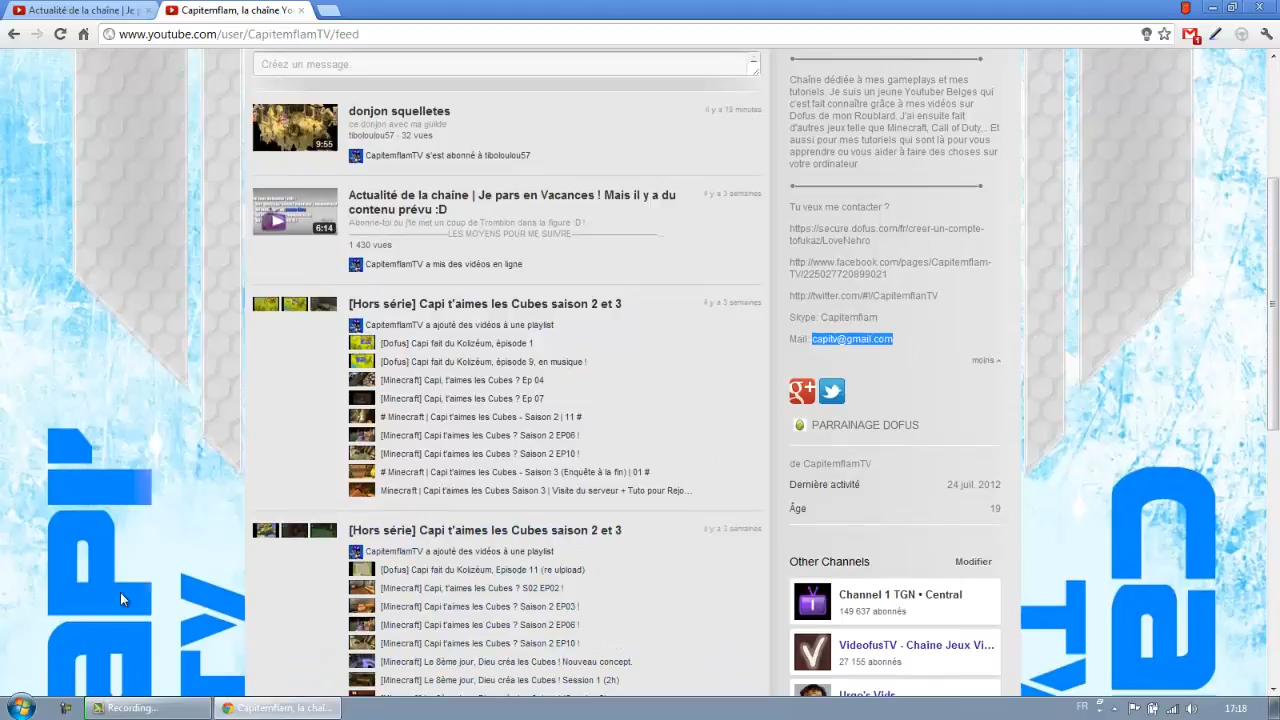 Actualité de la chaîne | Je p
Capitemflam, la chaîne Yo
www.youtube.com/user/CapitemflamTV/feed
Créez un message.
donjon squelettes
il y a 19 minutes
ce donjon avec ma guilde
tiboloulou57 · 32 vues
9:55
CapitemflamTV s'est abonné à tiboloulou57
Actualité de la chaîne | Je pars en Vacances ! Mais il y a du
contenu prévu :D
il y a 3 semaines
Abonne-toi ou j'te met un coup de Tromblon dans la figure :D !
LES MOYENS POUR ME SUIVRE
6:14
1 430 vues
CapitemflamTV a mis des vidéos en ligne
[Hors série] Capi t'aimes les Cubes saison 2 et 3
il y a 3 semaines
CapitemflamTV a ajouté des vidéos à une playlist
[Dofus] Capi fait du Kolizéum, épisode 1
[Dofus] Capi fait du Kolizéum, épisode 9, en musique !
[Minecraft] Capi, t'aimes les Cubes ? Ep 04
[Minecraft] Capi, t'aimes les Cubes ? Ep 07
# Minecraft | Capi t'aimes les Cubes - Saison 2 | 11 #
[Minecraft] Capi t'aimes les Cubes ? Saison 2 EP06 !
[Minecraft] Capi t'aimes les Cubes ? Saison 2 EP10 !
# Minecraft | Capi t'aimes les Cubes - Saison 3 (Enquête à la fin) | 01 #
Minecraft | Capi t'aimes les Cubes Saison 3 | Visite du serveur + Tuto pour Rejo...
[Hors série] Capi t'aimes les Cubes saison 2 et 3
il y a 3 semaines
CapitemflamTV a ajouté des vidéos à une playlist
[Dofus] Capi fait du Kolizéum, Episode 11 (re upload)
[Minecraft] Capi, t'aimes les Cubes ? S02 EP02 !
[Minecraft] Capi t'aimes les Cubes ? Saison 2 EP03 !
[Minecraft] Capi t'aimes les Cubes ? Saison 2 EP06 !
[Minecraft] Capi t'aimes les Cubes ? Saison 2 EP10 !
[Minecraft] Le 8ème jour, Dieu créa les Cubes ! Nouveau concept.
[Minecraft] Le 8ème jour, Dieu créa les Cubes ! Session 1 (2h)
Chaîne dédiée à mes gameplays et mes
tutoriels. Je suis un jeune Youtuber Belges qui
c'est fait connaître grâce à mes vidéos sur
Dofus de mon Roublard. J'ai ensuite fait
d'autres jeux telle que Minecraft, Call of Duty,.. Et
aussi pour mes tutoriels qui sont là pour vous
apprendre ou vous aider à faire des choses sur
votre ordinateur
Tu veux me contacter ?
https://secure.dofus.com/fr/creer-un-compte-
tofukaz/LoveNehro
http://www.facebook.com/pages/Capitemflam-
TV/225027720899021
http://twitter.com/#!/CapitemflanTV
Skype: Capitemflam
Mail: capitv@gmail.com
moins
PARRAINAGE DOFUS
de CapitemflamTV
Dernière activité 24 juil. 2012
Âge 19
Other Channels Modifier
Channel 1 TGN • Central
149 637 abonnés
VideofusTV - Chaîne Jeux Vi...
27 155 abonnés
Urgo's Vids
Recording...
Capitemflam, la chaî...
FR
17:18